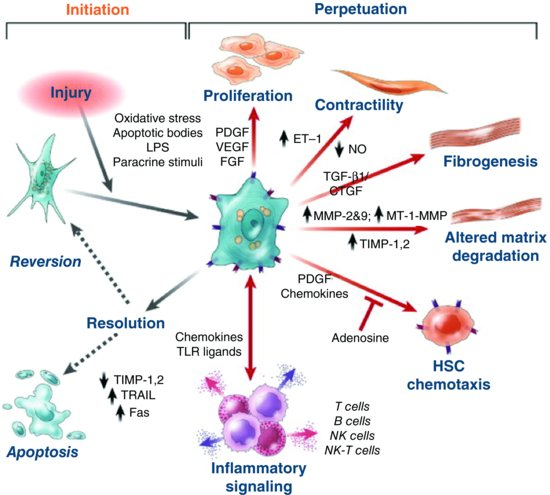 Initiation
Perpetuation
Injury
Oxidative stress
Apoptotic bodies
LPS
Paracrine stimuli
Proliferation
PDGF
VEGF
FGF
Contractility
ET–1
NO
Fibrogenesis
TGF-β1/
CTGF
MMP-2&9; MT-1-MMP
TIMP-1,2
Altered matrix
degradation
PDGF
Chemokines
Adenosine
HSC
chemotaxis
Reversion
Resolution
Chemokines
TLR ligands
TIMP-1,2
TRAIL
Fas
Apoptosis
T cells
B cells
NK cells
NK-T cells
Inflammatory
signaling